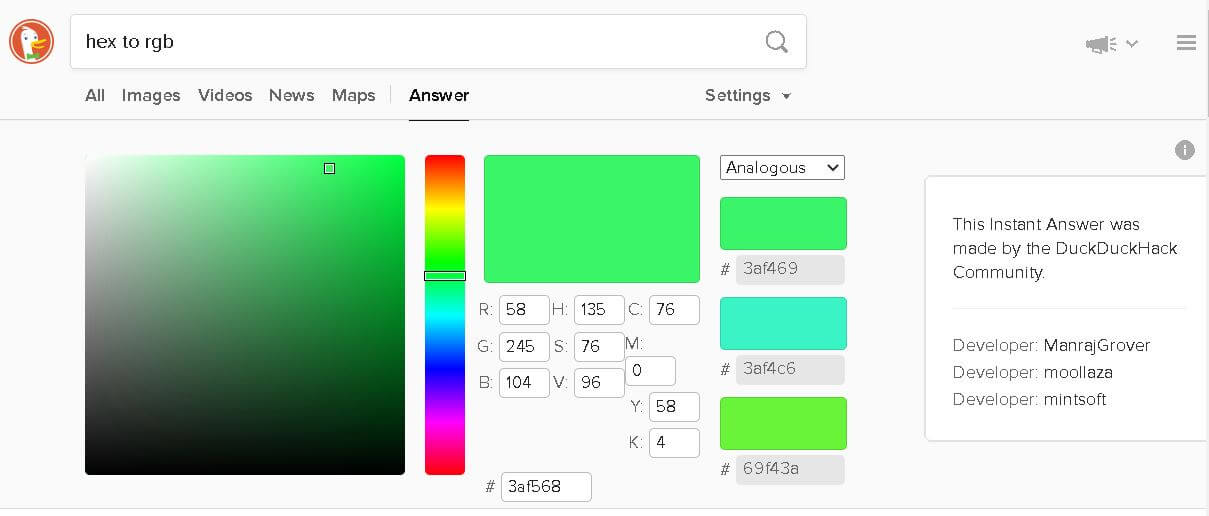 hex to rgb
All Images Videos News Maps Answer Settings
Analogous
# 3af469
# 3af4c6
# 69f43a
R: 58 H: 135 C: 76
G: 245 S: 76 M: 0
B: 104 V: 96
Y: 58
K: 4
# 3af568
This Instant Answer was
made by the DuckDuckHack
Community.
Developer: ManrajGrover
Developer: moollaza
Developer: mintsoft